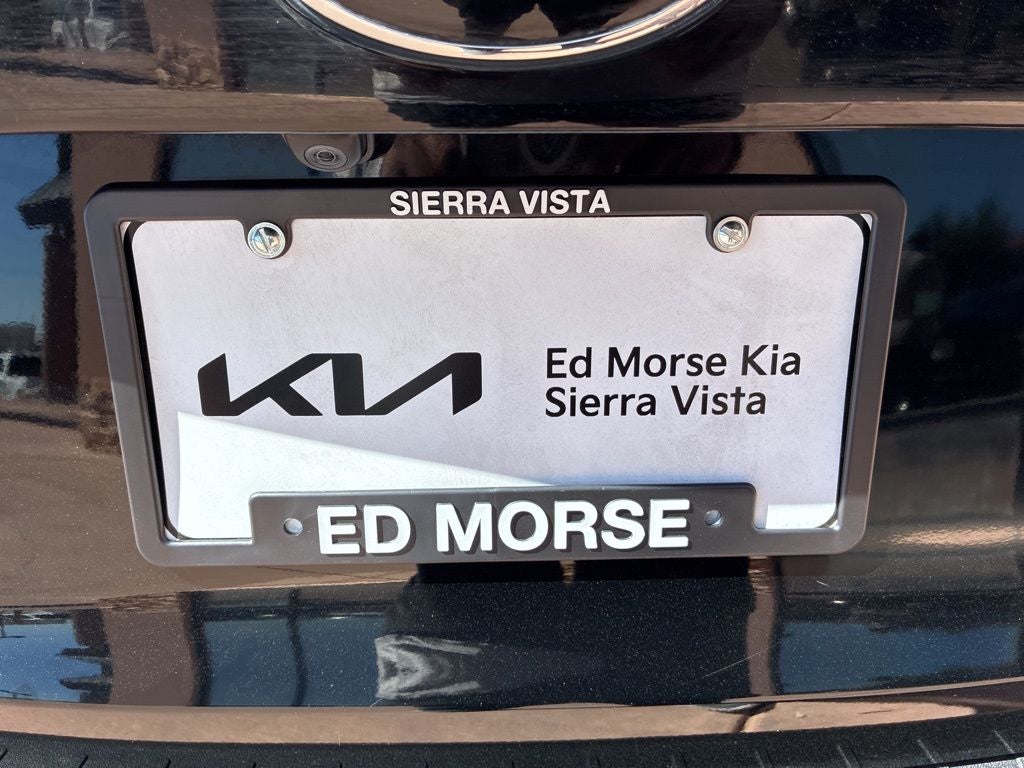 SIERRA VISTA
KIA
Ed Morse Kia
Sierra Vista
ED MORSE